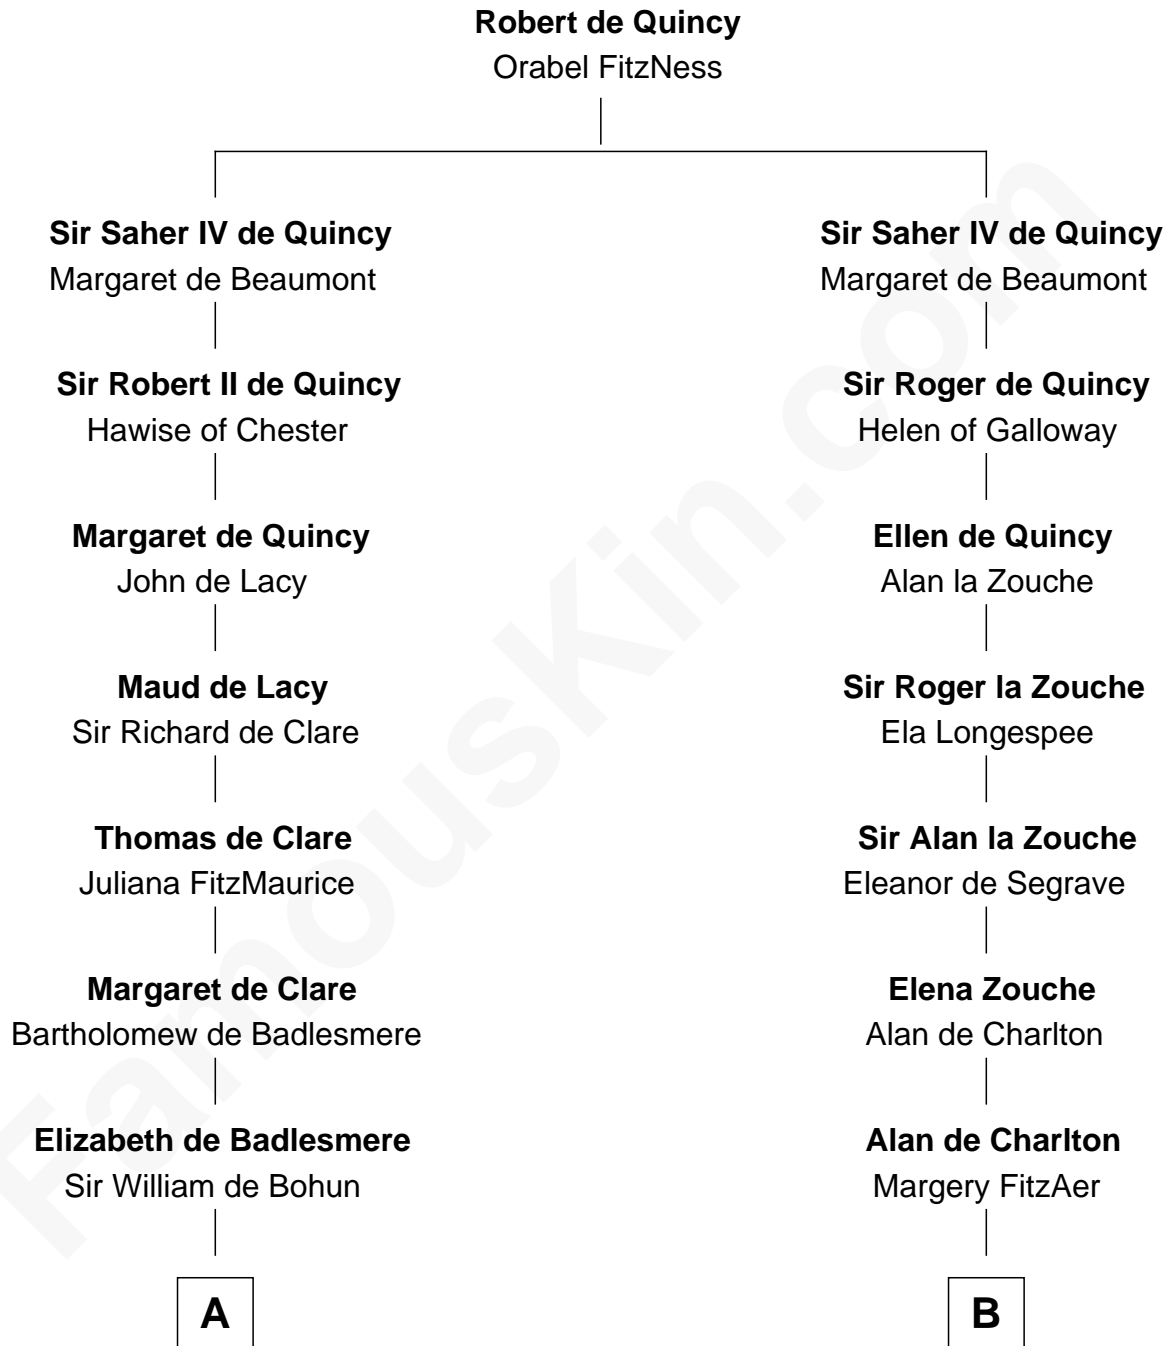 Robert de Quincy
Orabel FitzNess
Sir Saher IV de Quincy
Margaret de Beaumont
Sir Saher IV de Quincy
Margaret de Beaumont
Sir Robert II de Quincy
Hawise of Chester
Sir Roger de Quincy
Helen of Galloway
Margaret de Quincy
John de Lacy
Ellen de Quincy
Alan la Zouche
Maud de Lacy
Sir Richard de Clare
Sir Roger la Zouche
Ela Longespee
Thomas de Clare
Juliana FitzMaurice
Sir Alan la Zouche
Eleanor de Segrave
Margaret de Clare
Bartholomew de Badlesmere
Elena Zouche
Alan de Charlton
Elizabeth de Badlesmere
Sir William de Bohun
Alan de Charlton
Margery FitzAer
A
B
FamousKin.com